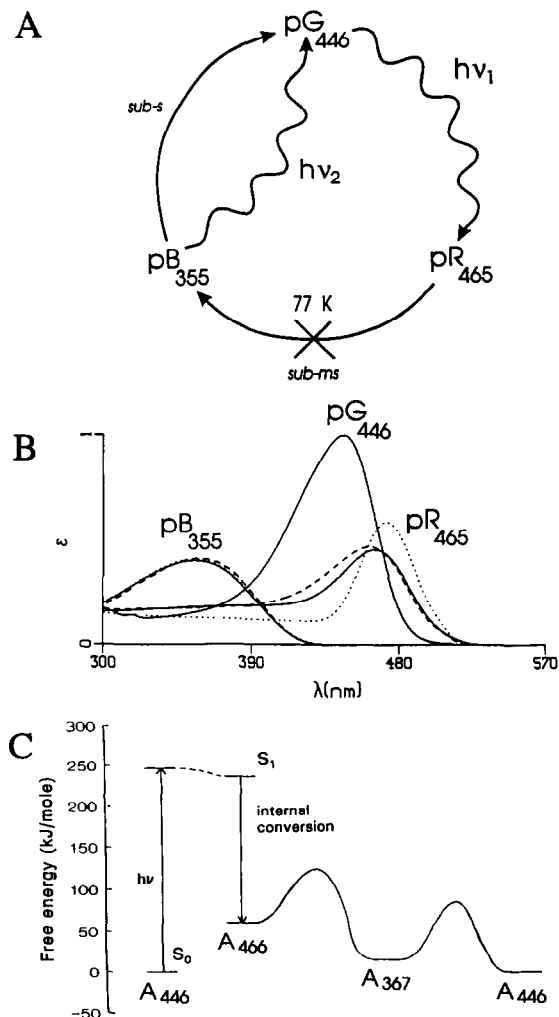 A
pG446
hν1
sub-s
hν2
pB355
pR465
77 K
sub-ms
B
pG446
pB355
pR465
1
ε
0
300
390
480
570
λ(nm)
C
Free energy (kJ/mole)
300
250
200
150
100
50
0
-50
S1
internal
conversion
hν
S0
A446
A466
A367
A446